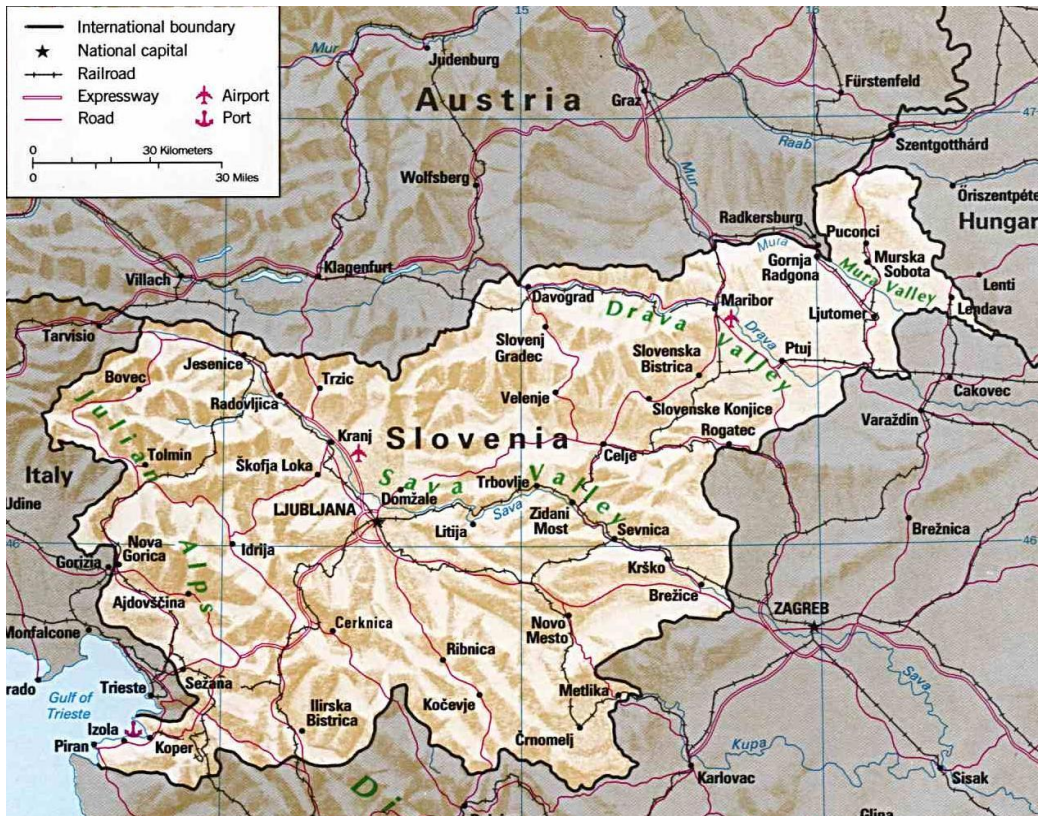 International boundary
National capital
Railroad
Expressway
Airport
Road
Port
0 30 Kilometers
0 30 Miles
15
16
47
47
Mur
Judenburg
Austria
Graz
Fürstenfeld
Raab
Szentgotthárd
Wolfsberg
Mur
Őriszentpéte
Hungar
Radkersburg
Puconci
Mura
Gornja
Radgona
Murska
Sobota
Mura Valley
Villach
Klagenfurt
Lenti
Lendava
Davograd
Maribor
Drava
Valley
Drava
Ljutomer
Tarvisio
Slovenj
Gradec
Slovenska
Bistrica
Ptuj
Jesenice
Bovec
Trzic
Radovljica
Velenje
Slovenske Konjice
Cakovec
Varaždin
Julian
Alps
Kranj
Slovenia
Rogatec
Celje
Italy
Tolmin
Škofja Loka
Sava
Valley
Domžale
Trbovlje
Udine
LJUBLJANA
Sava
Litija
Zidani
Most
Sevnica
Brežnica
46
46
Nova
Gorica
Gorizia
Idrija
Krško
Brežice
Ajdovščina
ZAGREB
Monfalcone
Cerknica
Novo
Mesto
Ribnica
rado
Sežana
Gulf of
Trieste
Trieste
Kočevje
Metlika
Sava
Izola
Piran
Koper
Ilirska
Bistrica
Črnomelj
Kupa
Karlovac
Sisak
Di
Glina